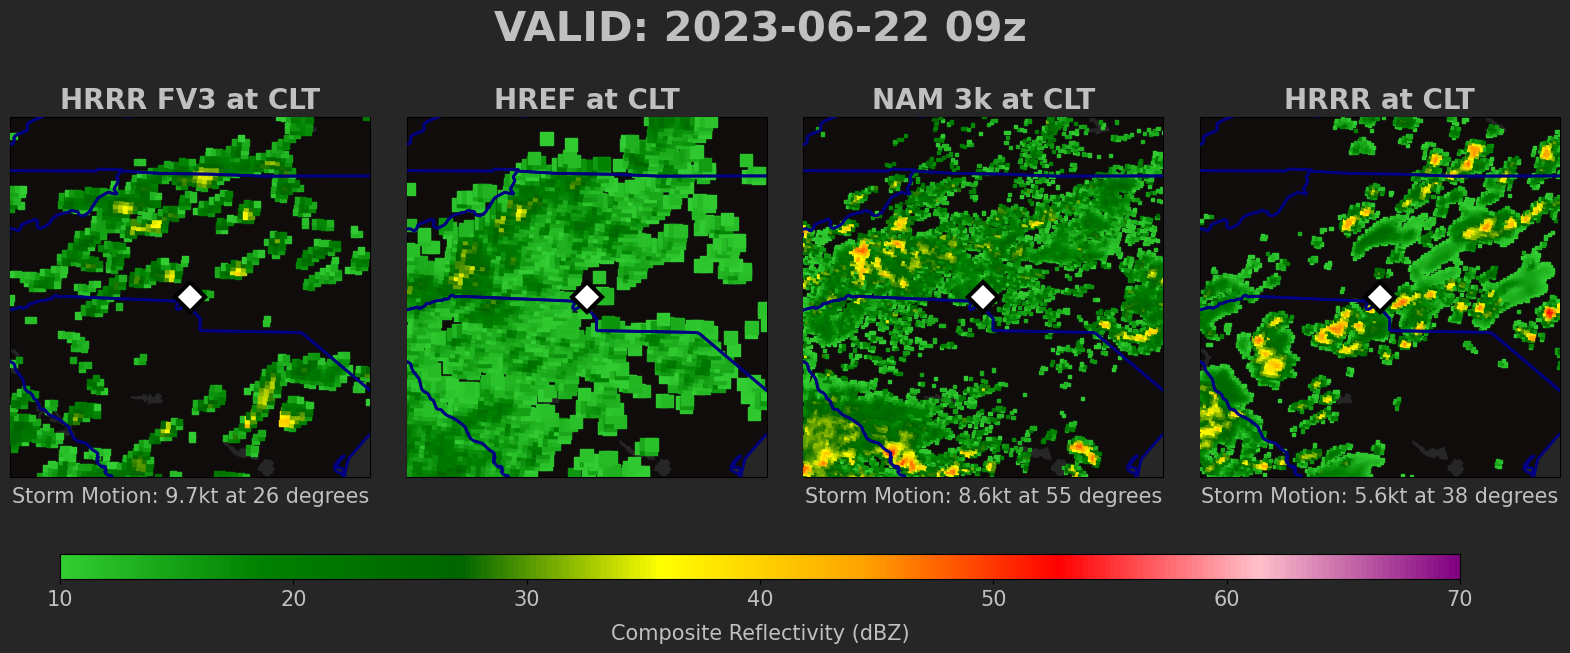 VALID: 2023-06-22 09z
HRRR FV3 at CLT
HREF at CLT
NAM 3k at CLT
HRRR at CLT
Storm Motion: 9.7kt at 26 degrees
Storm Motion: 8.6kt at 55 degrees
Storm Motion: 5.6kt at 38 degrees
10 20 30 40 50 60 70
Composite Reflectivity (dBZ)